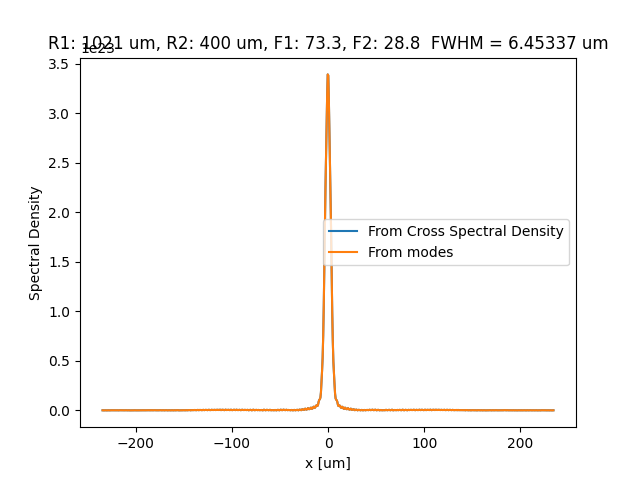 R1: 1021 um, R2: 400 um, F1: 73.3, F2: 28.8  FWHM = 6.45337 um
1e23
3.5
3.0
2.5
2.0
1.5
1.0
0.5
0.0
Spectral Density
From Cross Spectral Density
From modes
−200
−100
0
100
200
x [um]